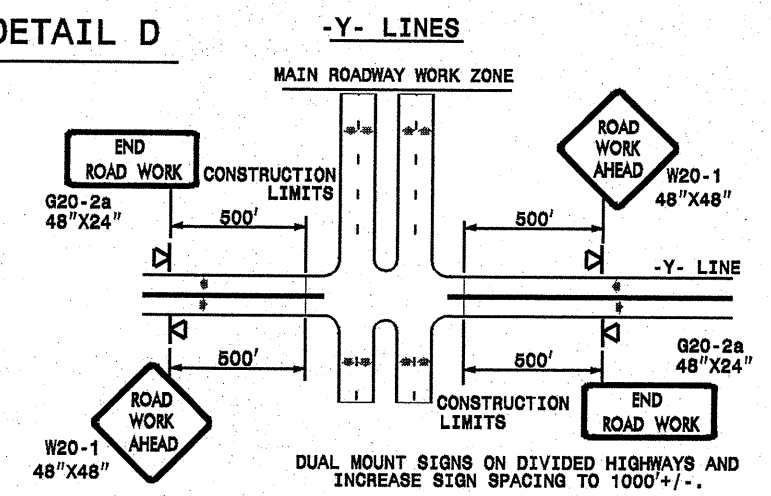 DETAIL D
-Y- LINES
MAIN ROADWAY WORK ZONE
END
ROAD WORK
G20-2a
48"X24"
CONSTRUCTION
LIMITS
500'
ROAD
WORK
AHEAD
W20-1
48"X48"
500'
-Y- LINE
500'
ROAD
WORK
AHEAD
W20-1
48"X48"
500'
G20-2a
48"X24"
CONSTRUCTION
LIMITS
END
ROAD WORK
DUAL MOUNT SIGNS ON DIVIDED HIGHWAYS AND
INCREASE SIGN SPACING TO 1000'+/-.